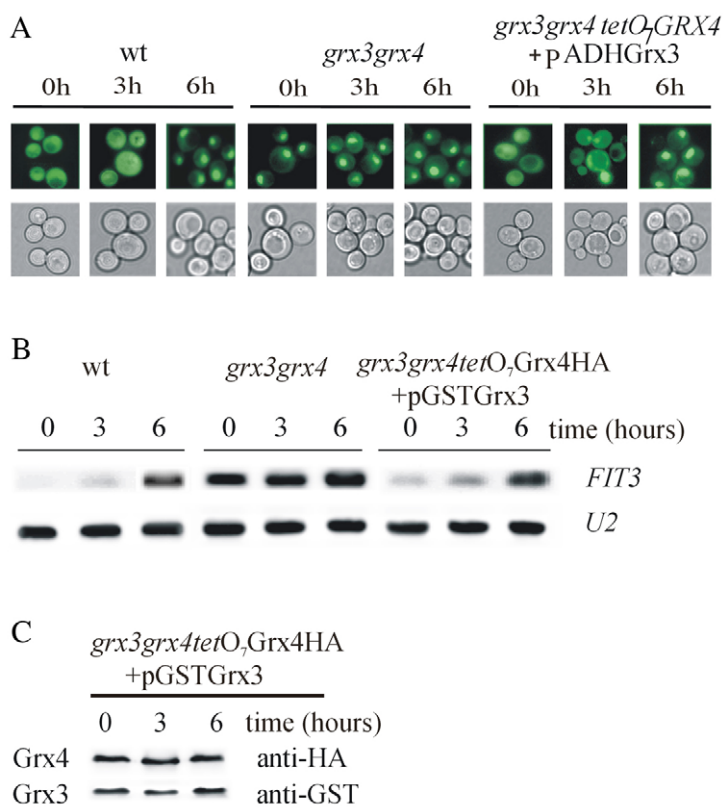 A
wt
grx3grx4
grx3grx4 tetO7GRX4
+pADHGrx3
0h 3h 6h 0h 3h 6h 0h 3h 6h
B
wt
grx3grx4
grx3grx4tetO7Grx4HA
+pGSTGrx3
0 3 6 0 3 6 0 3 6 time (hours)
FIT3
U2
C
grx3grx4tetO7Grx4HA
+pGSTGrx3
0 3 6 time (hours)
Grx4 anti-HA
Grx3 anti-GST